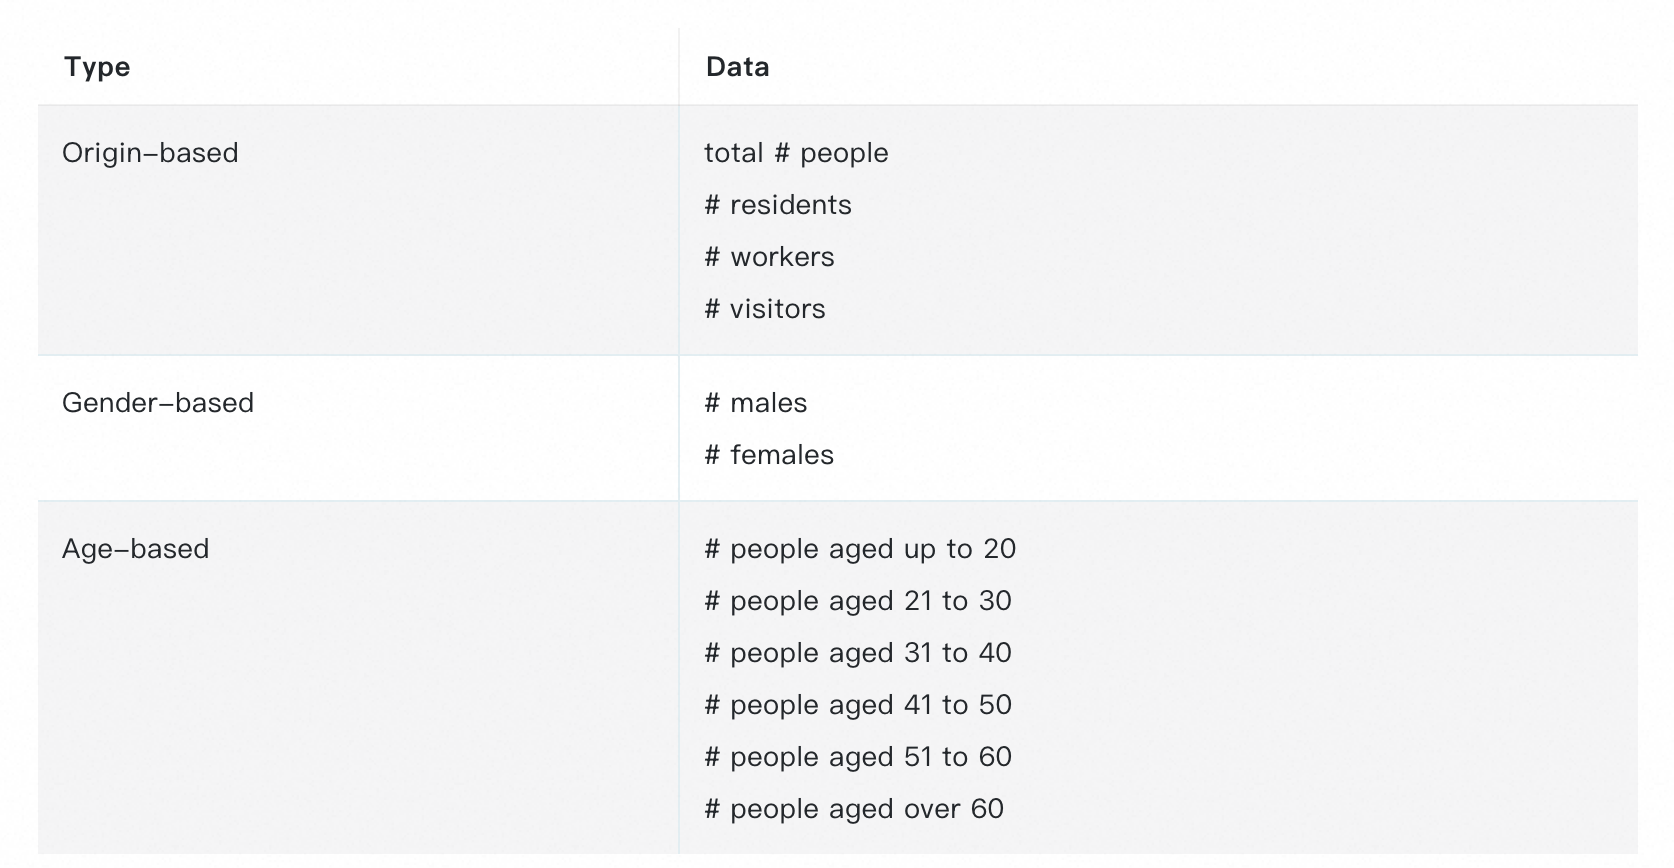 Type
Data
Origin–based
total # people
# residents
# workers
# visitors
Gender–based
# males
# females
Age–based
# people aged up to 20
# people aged 21 to 30
# people aged 31 to 40
# people aged 41 to 50
# people aged 51 to 60
# people aged over 60